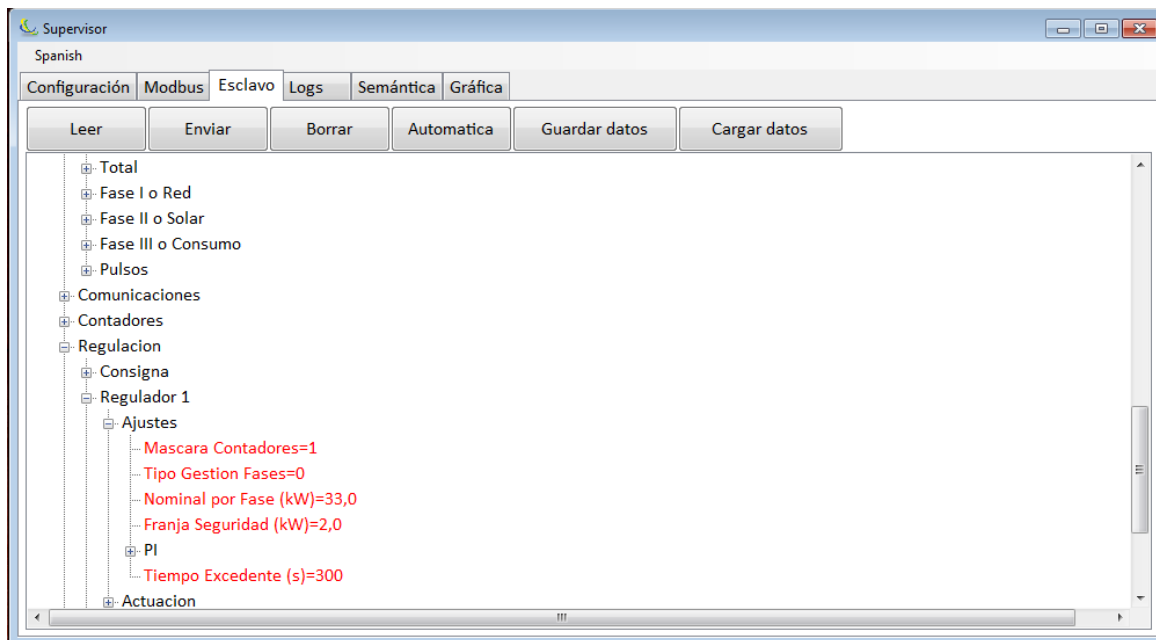 Supervisor
Spanish
Configuración Modbus Esclavo Logs Semántica Gráfica
Leer Enviar Borrar Automatica Guardar datos Cargar datos
Total
Fase I o Red
Fase II o Solar
Fase III o Consumo
Pulsos
Comunicaciones
Contadores
Regulacion
Consigna
Regulador 1
Ajustes
Mascara Contadores=1
Tipo Gestion Fases=0
Nominal por Fase (kW)=33,0
Franja Seguridad (kW)=2,0
PI
Tiempo Excedente (s)=300
Actuacion